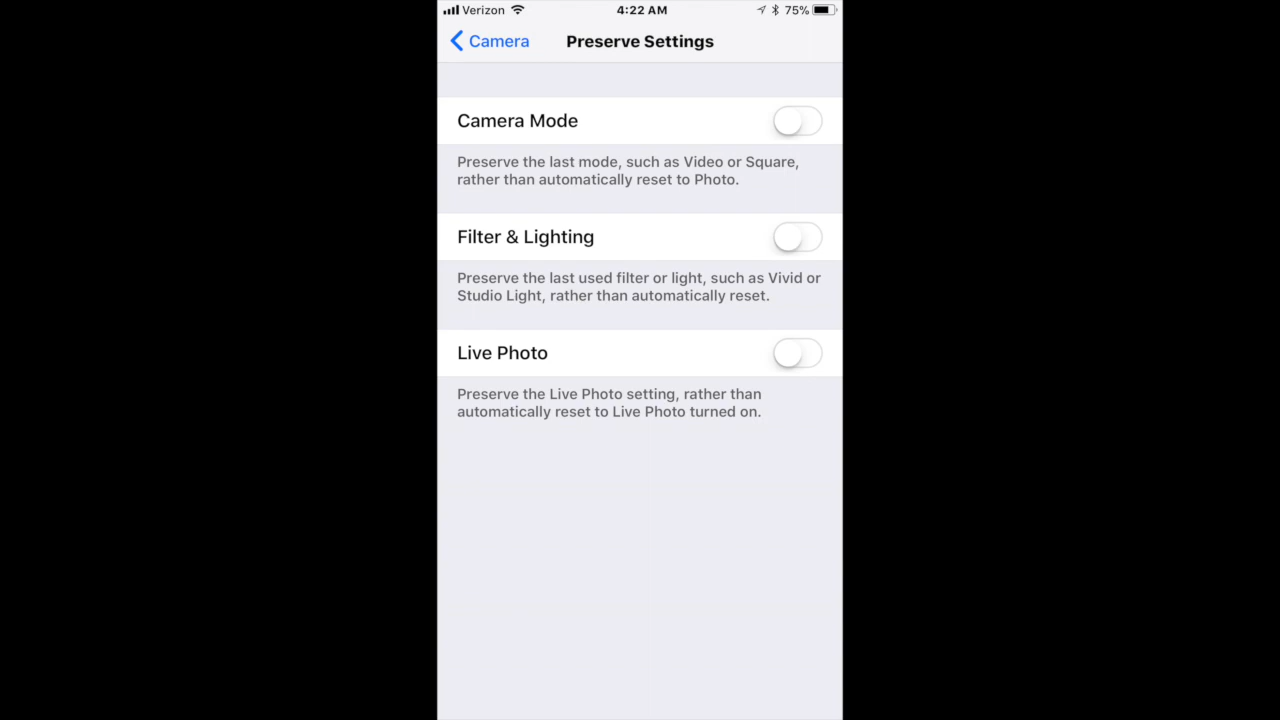 Verizon 4:22 AM 75%
Camera Preserve Settings
Camera Mode
Preserve the last mode, such as Video or Square,
rather than automatically reset to Photo.
Filter & Lighting
Preserve the last used filter or light, such as Vivid or
Studio Light, rather than automatically reset.
Live Photo
Preserve the Live Photo setting, rather than
automatically reset to Live Photo turned on.